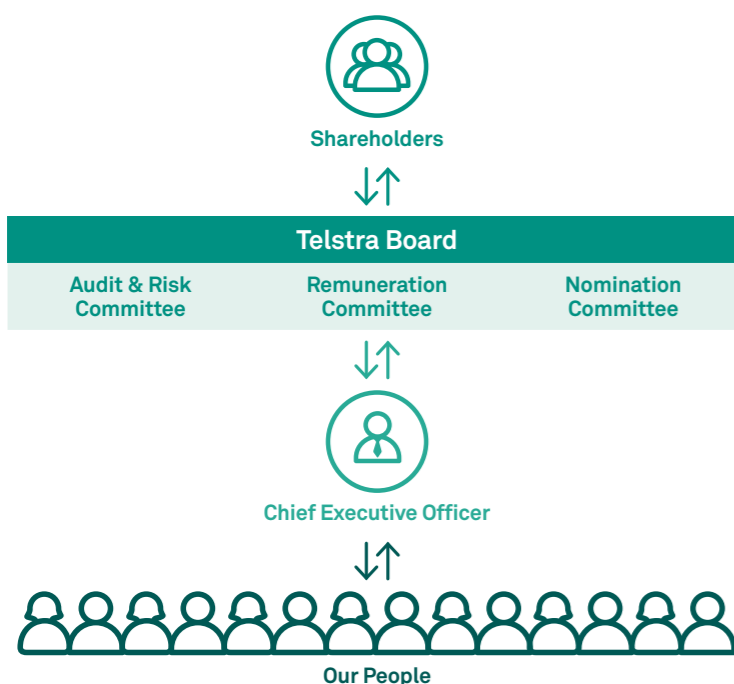 Shareholders
Telstra Board
Audit & Risk
Committee
Remuneration
Committee
Nomination
Committee
Chief Executive Officer
Our People